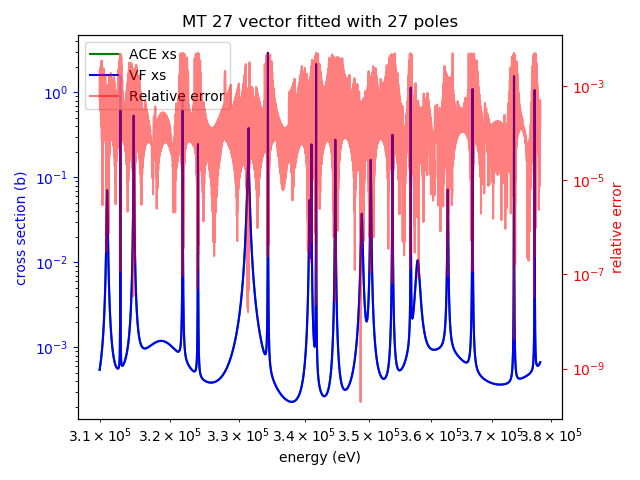 MT 27 vector fitted with 27 poles
ACE xs
VF xs
Relative error
cross section (b)
10⁰
10⁻¹
10⁻²
10⁻³
relative error
10⁻³
10⁻⁵
10⁻⁷
10⁻⁹
3.1 × 10⁵ 3.2 × 10⁵ 3.3 × 10⁵ 3.4 × 10⁵ 3.5 × 10⁵ 3.6 × 10⁵ 3.7 × 10⁵ 3.8 × 10⁵
energy (eV)